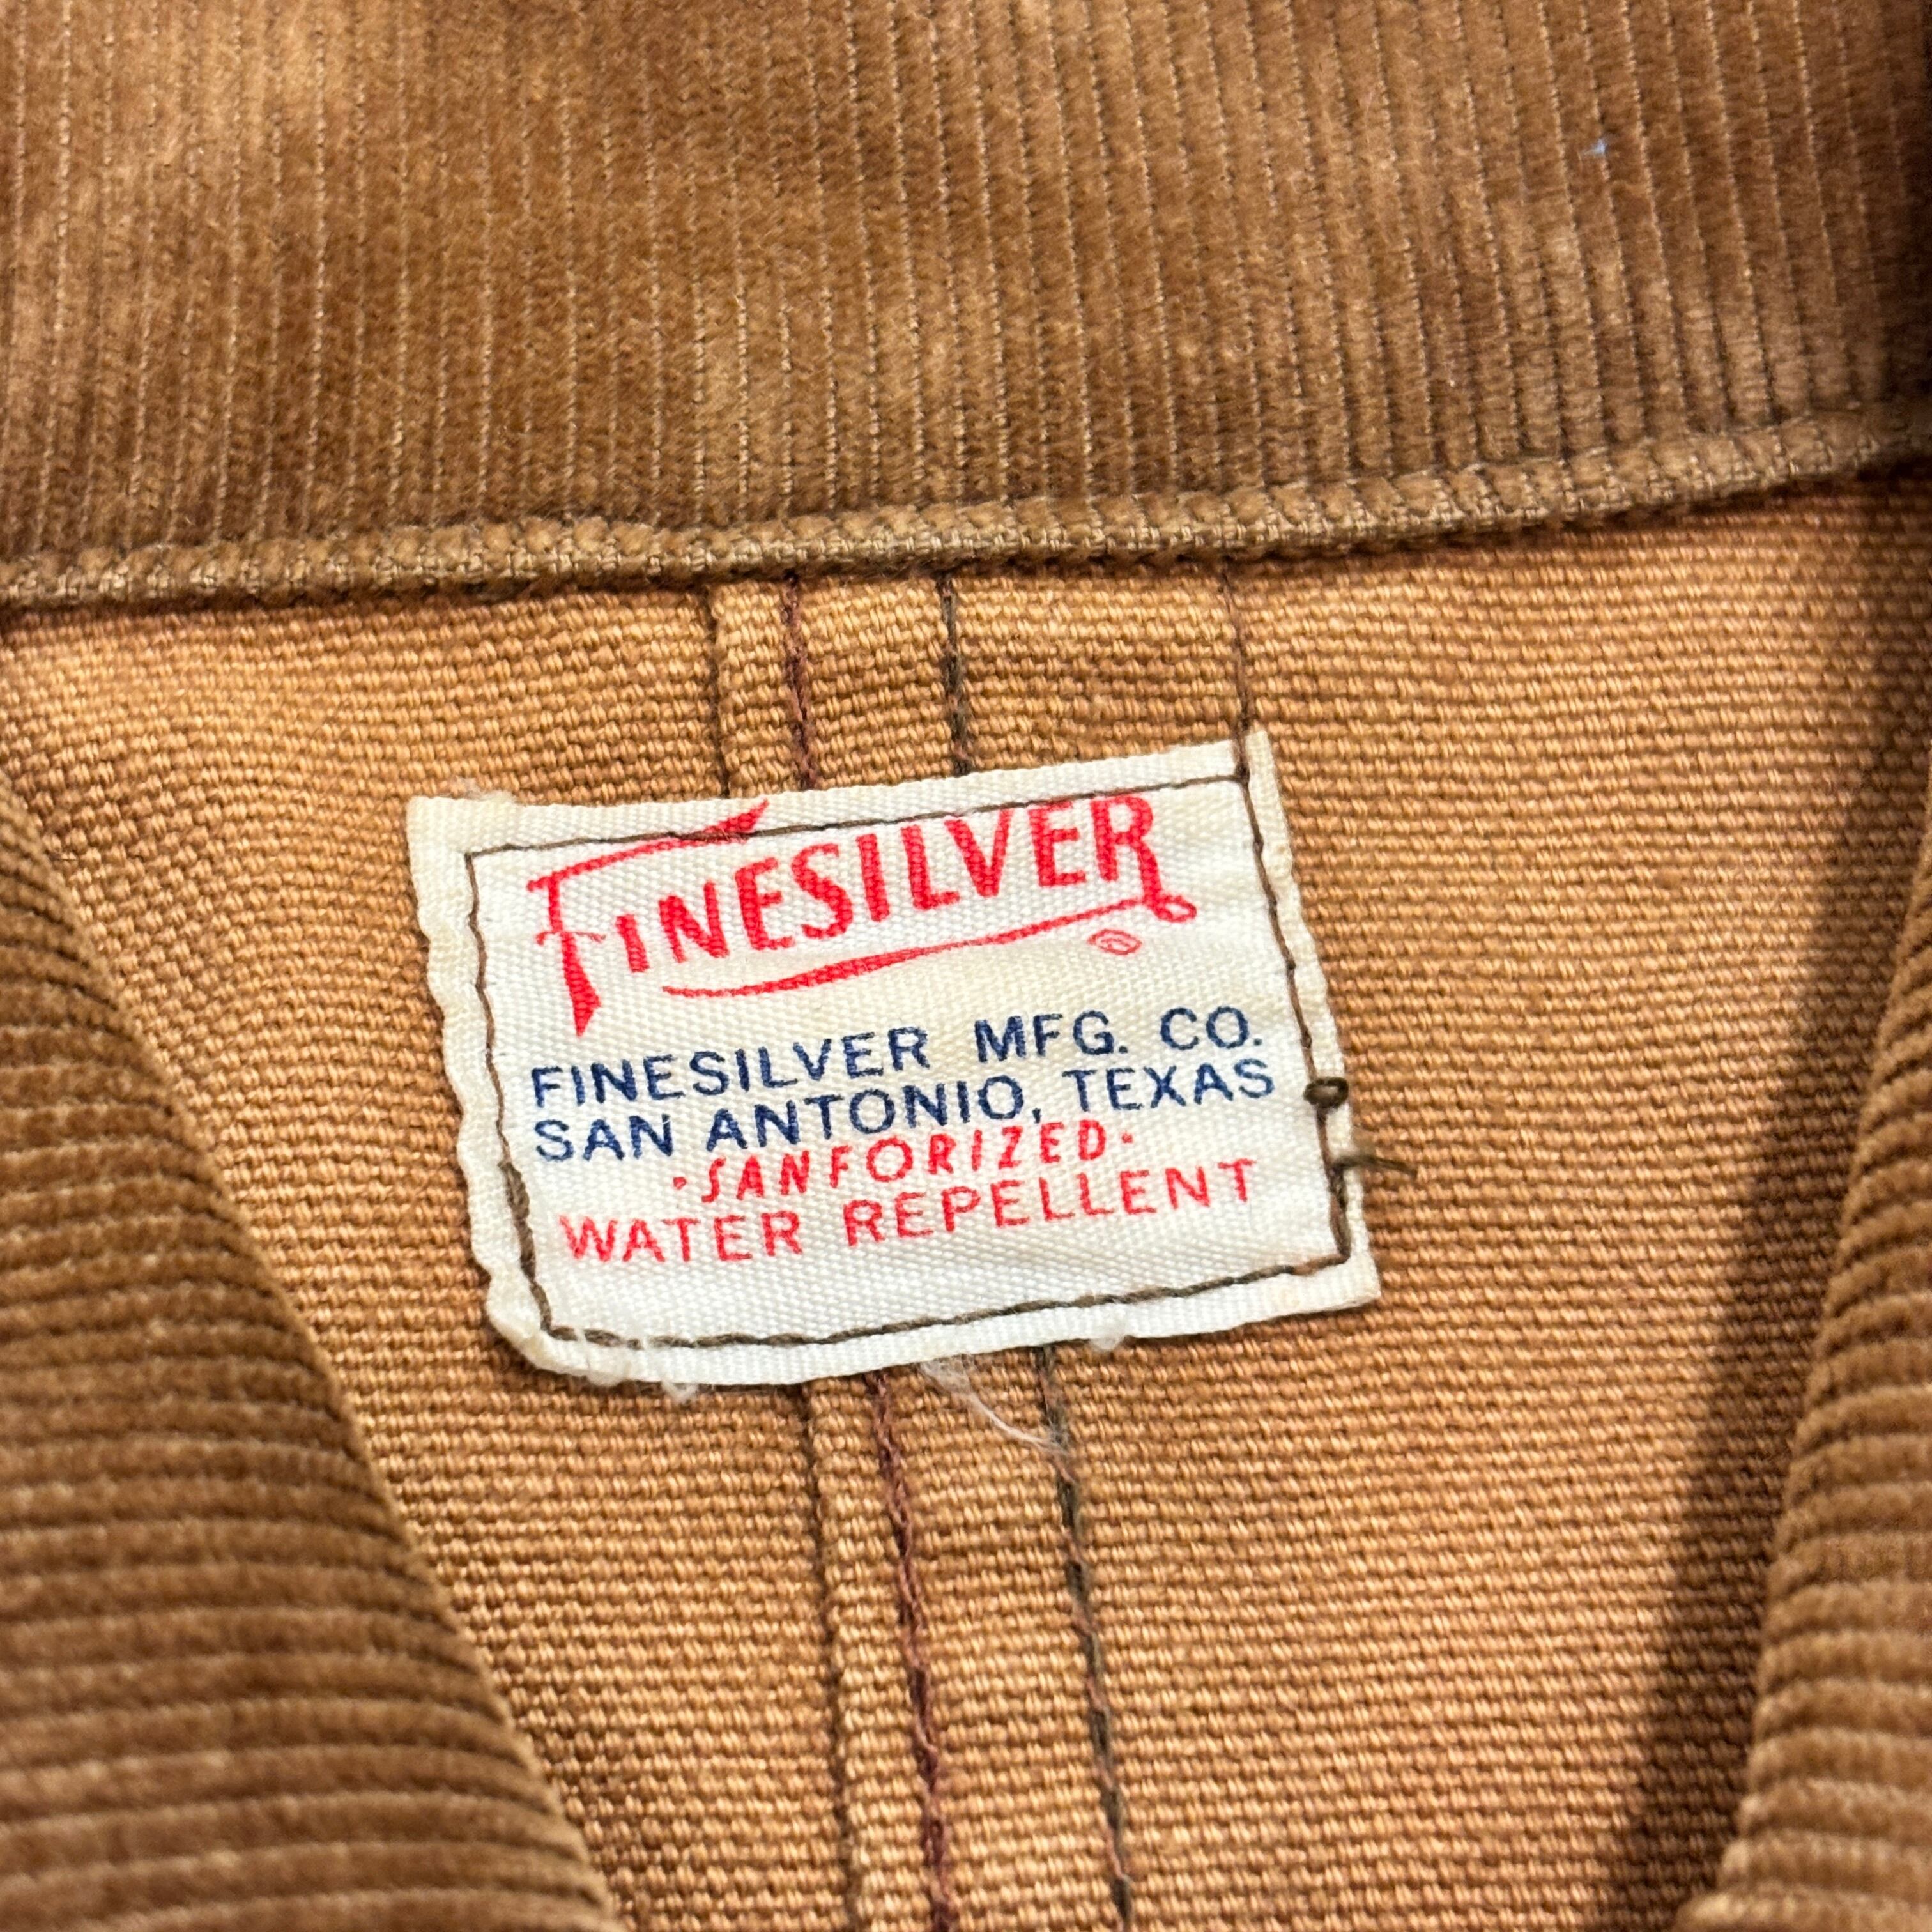 FINESILVER
®
FINESILVER MFG. CO.
SAN ANTONIO, TEXAS
·SANFORIZED·
WATER REPELLENT